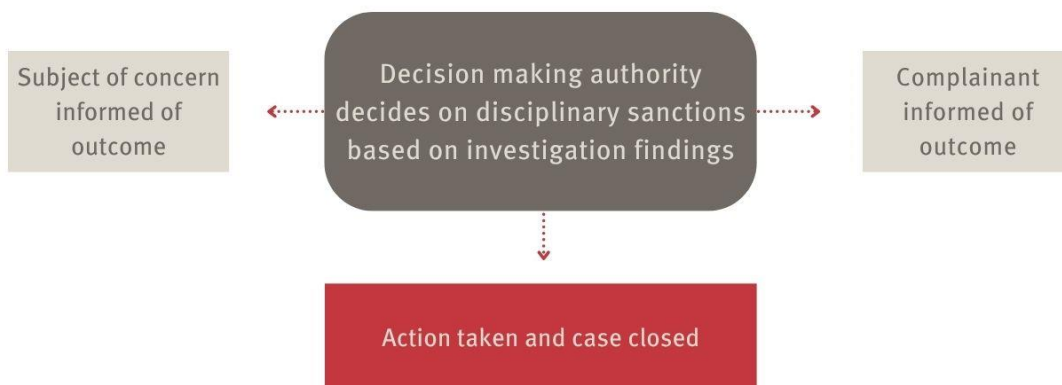 Subject of concern
informed of
outcome
Decision making authority
decides on disciplinary sanctions
based on investigation findings
Complainant
informed of
outcome
Action taken and case closed